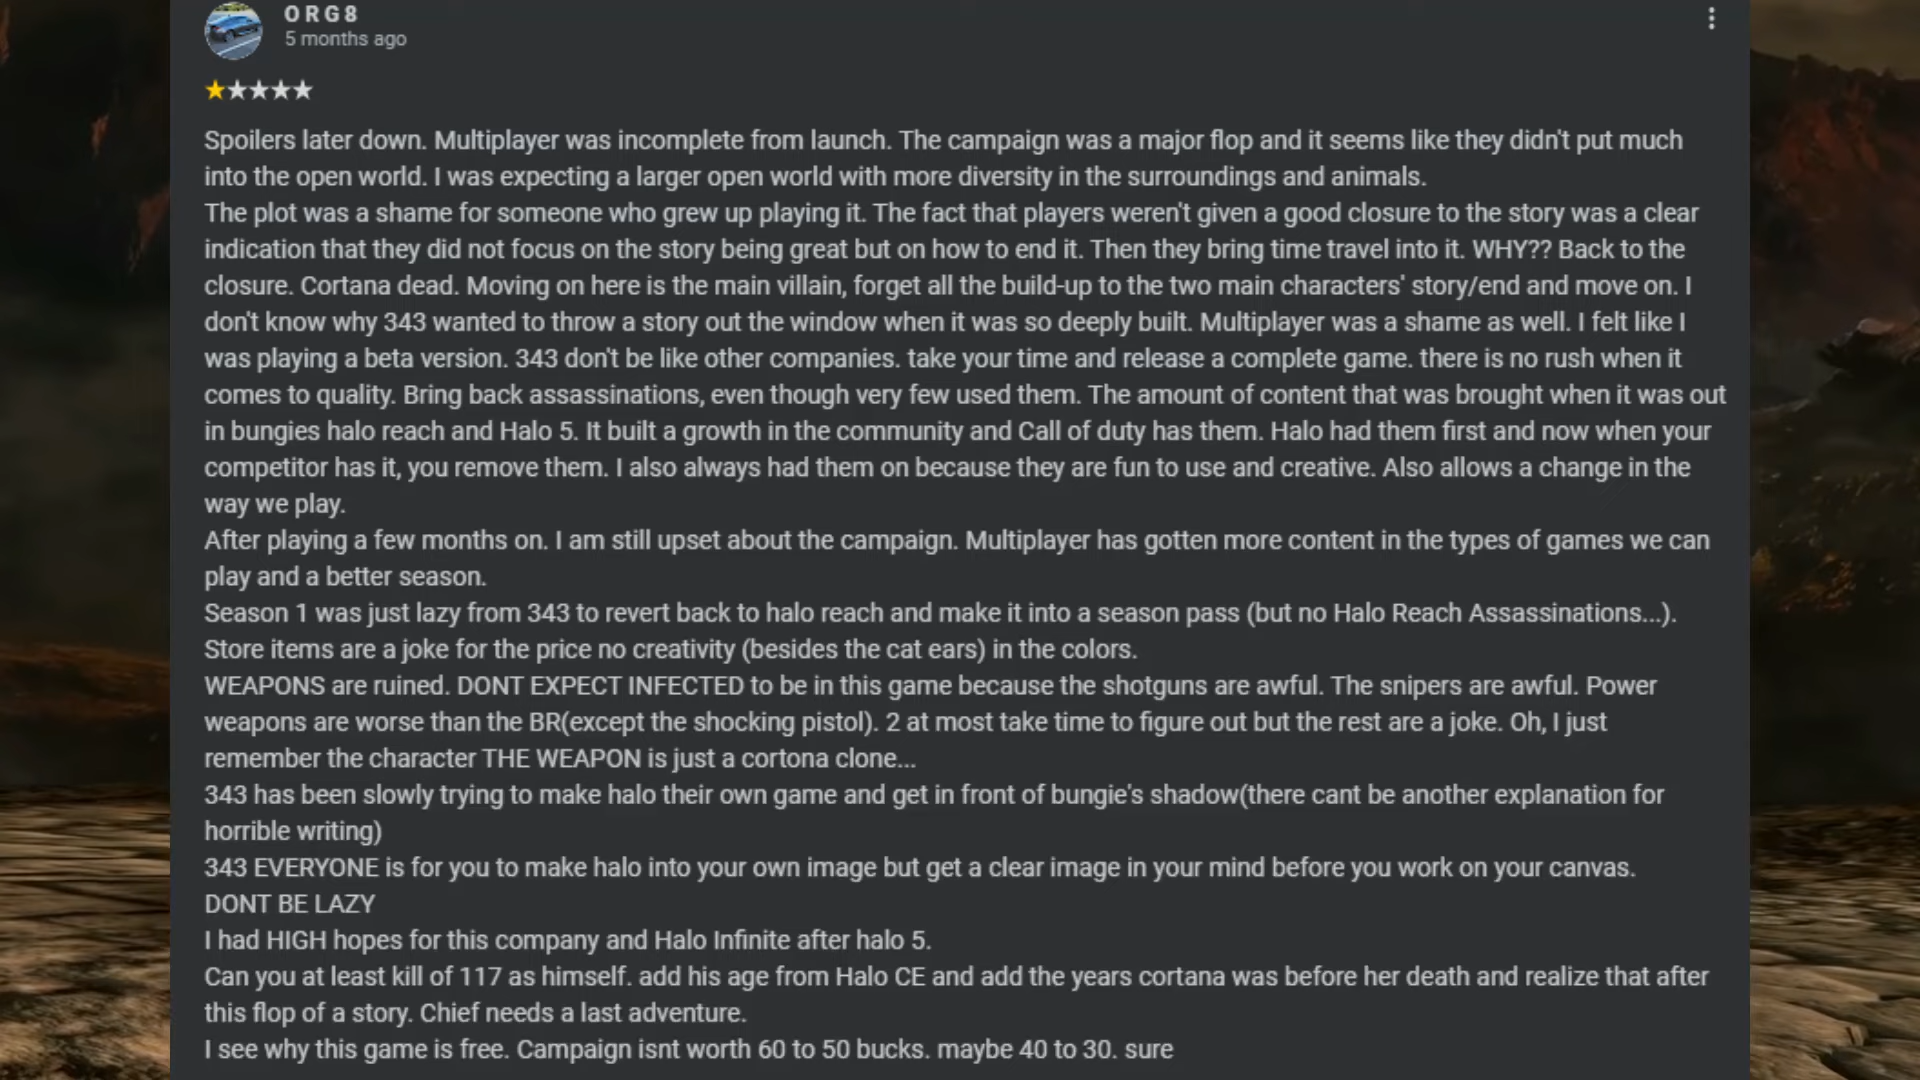 ORG8
5 months ago
Spoilers later down. Multiplayer was incomplete from launch. The campaign was a major flop and it seems like they didn't put much
into the open world. I was expecting a larger open world with more diversity in the surroundings and animals.
The plot was a shame for someone who grew up playing it. The fact that players weren't given a good closure to the story was a clear
indication that they did not focus on the story being great but on how to end it. Then they bring time travel into it. WHY?? Back to the
closure. Cortana dead. Moving on here is the main villain, forget all the build-up to the two main characters' story/end and move on. I
don't know why 343 wanted to throw a story out the window when it was so deeply built. Multiplayer was a shame as well. I felt like I
was playing a beta version. 343 don't be like other companies. take your time and release a complete game. there is no rush when it
comes to quality. Bring back assassinations, even though very few used them. The amount of content that was brought when it was out
in bungies halo reach and Halo 5. It built a growth in the community and Call of duty has them. Halo had them first and now when your
competitor has it, you remove them. I also always had them on because they are fun to use and creative. Also allows a change in the
way we play.
After playing a few months on. I am still upset about the campaign. Multiplayer has gotten more content in the types of games we can
play and a better season.
Season 1 was just lazy from 343 to revert back to halo reach and make it into a season pass (but no Halo Reach Assassinations...).
Store items are a joke for the price no creativity (besides the cat ears) in the colors.
WEAPONS are ruined. DONT EXPECT INFECTED to be in this game because the shotguns are awful. The snipers are awful. Power
weapons are worse than the BR(except the shocking pistol). 2 at most take time to figure out but the rest are a joke. Oh, I just
remember the character THE WEAPON is just a cortona clone...
343 has been slowly trying to make halo their own game and get in front of bungie's shadow(there cant be another explanation for
horrible writing)
343 EVERYONE is for you to make halo into your own image but get a clear image in your mind before you work on your canvas.
DONT BE LAZY
I had HIGH hopes for this company and Halo Infinite after halo 5.
Can you at least kill of 117 as himself. add his age from Halo CE and add the years cortana was before her death and realize that after
this flop of a story. Chief needs a last adventure.
I see why this game is free. Campaign isnt worth 60 to 50 bucks. maybe 40 to 30. sure